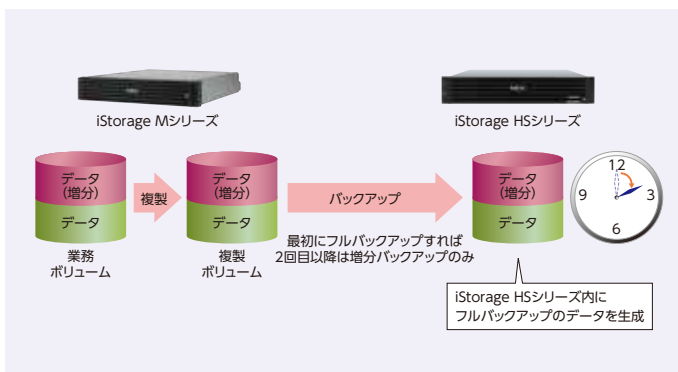 iStorage Mシリーズ
iStorage HSシリーズ
データ
(増分)
データ
業務
ボリューム
複製
データ
(増分)
データ
複製
ボリューム
バックアップ
最初にフルバックアップすれば
2回目以降は増分バックアップのみ
データ
(増分)
データ
12
3
6
9
iStorage HSシリーズ内に
フルバックアップのデータを生成